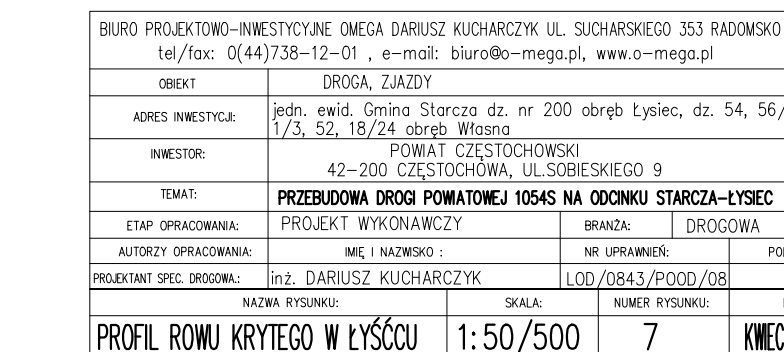 BIURO PROJEKTOWO-INWESTYCYJNE OMEGA DARIUSZ KUCHARCZYK UL. SUCHARSKIEGO 353 RADOMSKO
tel/fax: 0(44)738-12-01 , e-mail: biuro@o-mega.pl, www.o-mega.pl
OBIEKT DROGA, ZJAZDY
ADRES INWESTYCJI: jedn. ewid. Gmina Starcza dz. nr 200 obręb Łysiec, dz. 54, 56/
1/3, 52, 18/24 obręb Własna
INWESTOR: POWIAT CZĘSTOCHOWSKI
42-200 CZĘSTOCHOWA, UL.SOBIESKIEGO 9
TEMAT: PRZEBUDOWA DROGI POWIATOWEJ 1054S NA ODCINKU STARCZA-ŁYSIEC
ETAP OPRACOWANIA: PROJEKT WYKONAWCZY BRANŻA: DROGOWA
AUTORZY OPRACOWANIA: IMIĘ I NAZWISKO : NR UPRAWNIEŃ:
PROJEKTANT SPEC. DROGOWA.: inż. DARIUSZ KUCHARCZYK LOD/0843/POOD/08
NAZWA RYSUNKU: SKALA: NUMER RYSUNKU:
PROFIL ROWU KRYTEGO W ŁYŚĆCU 1:50/500 7